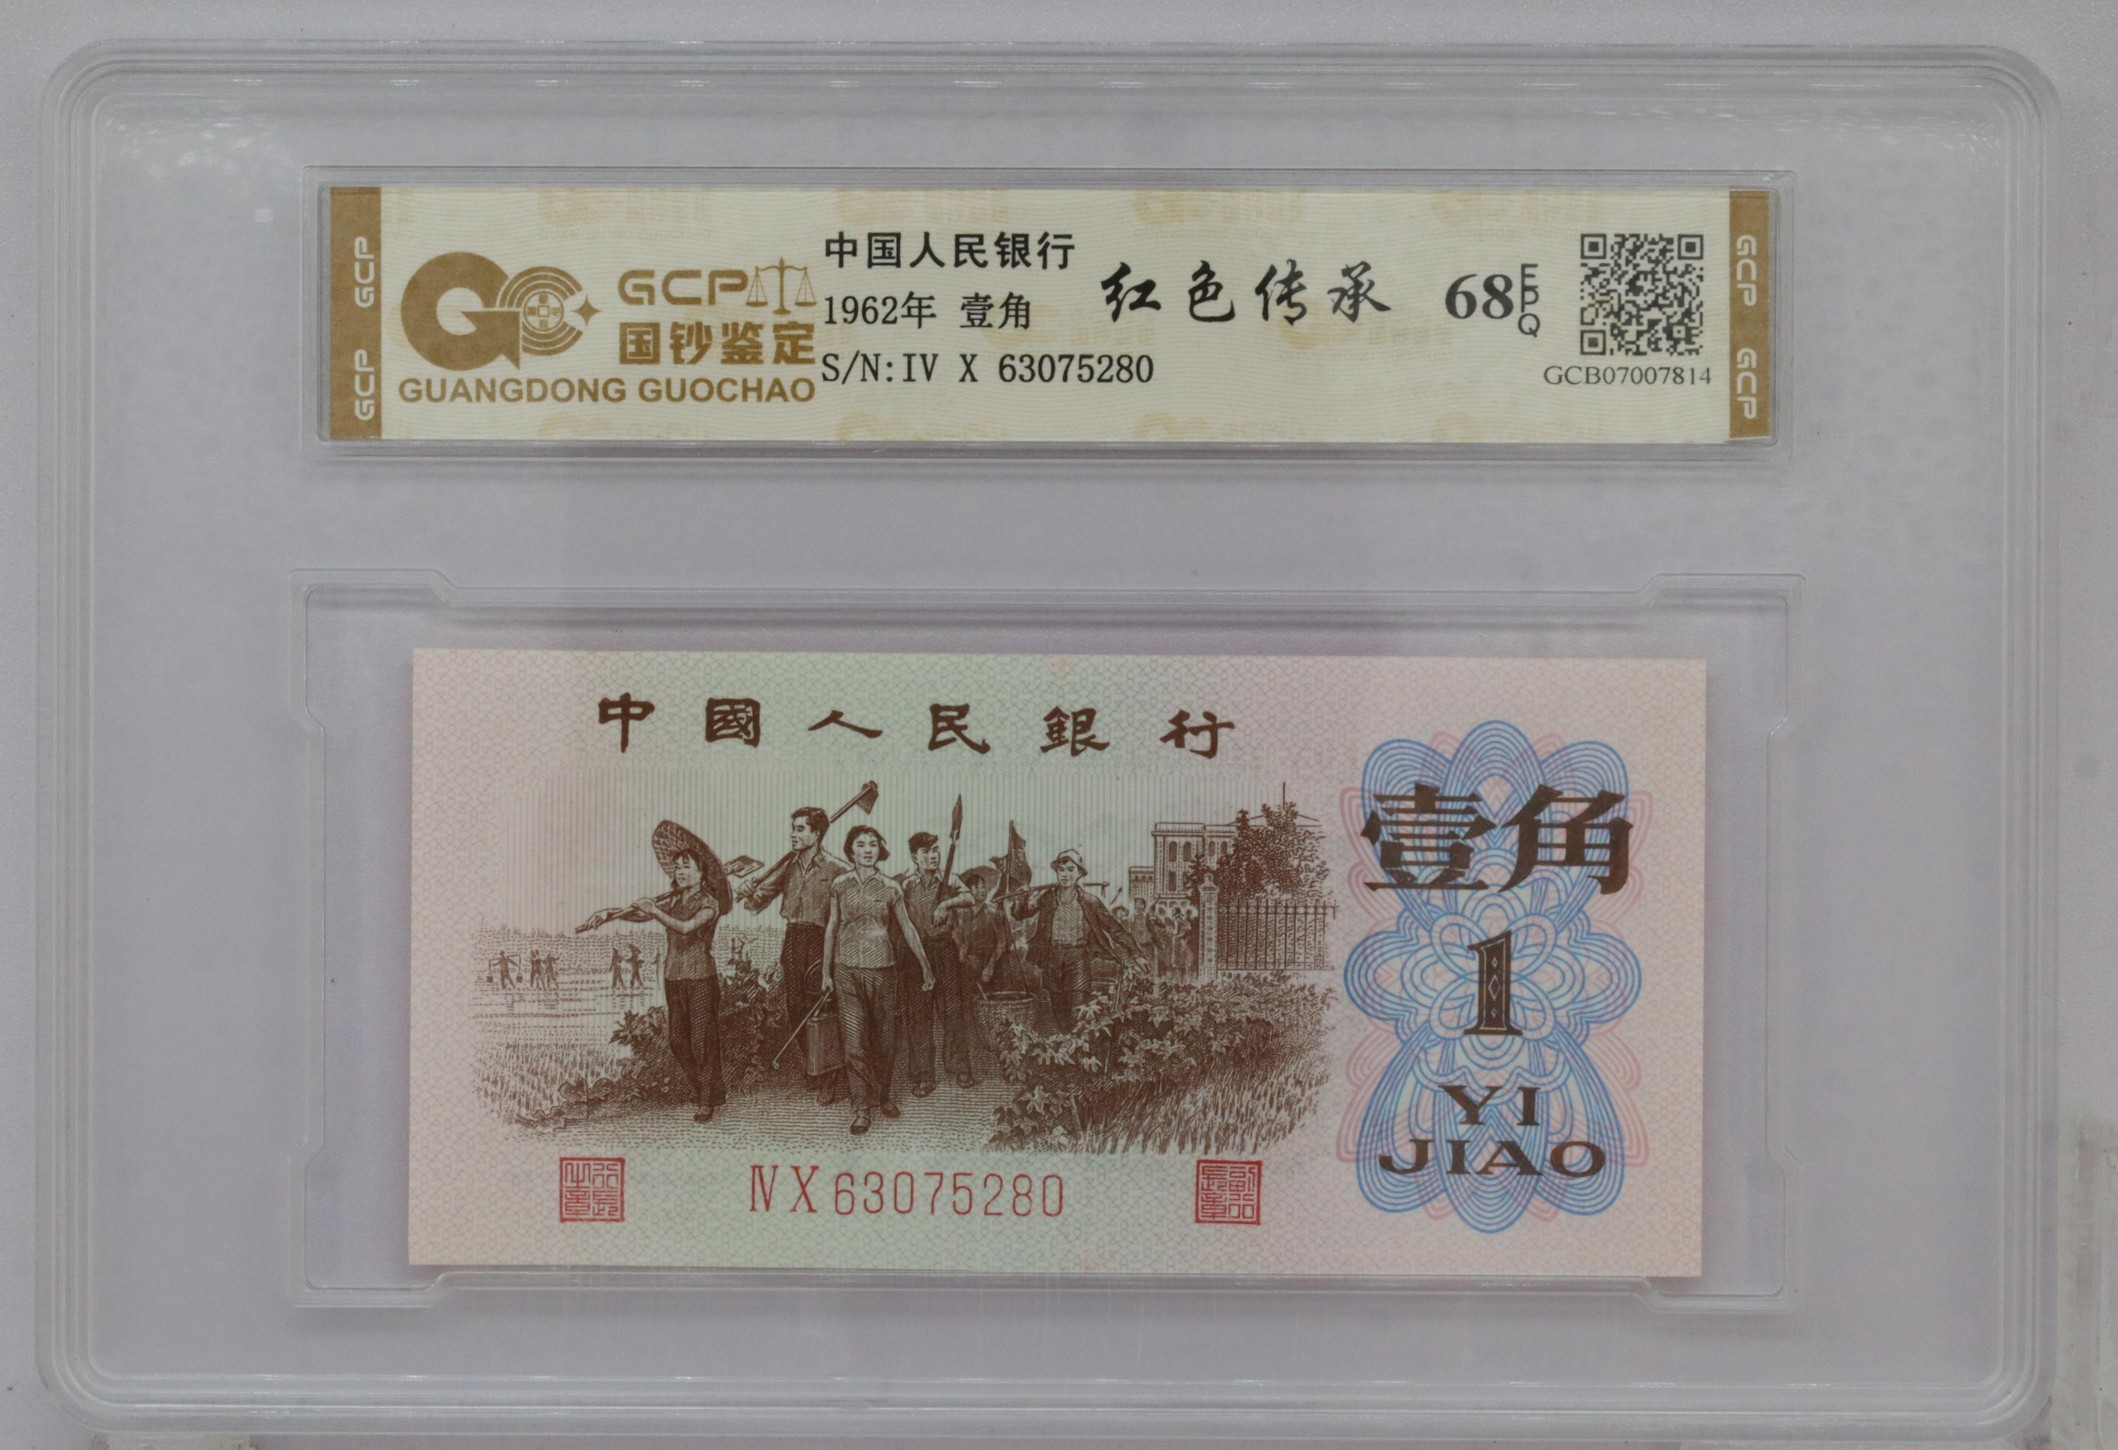 GCP GCP
GCP
国钞鉴定
GUANGDONG GUOCHAO
中国人民银行
1962年 壹角
S/N:IV X 63075280
红色传承
68 EPQ
GCB07007814
GCP GCP
中國人民銀行
壹角
1
YI
JIAO
IV X 63075280